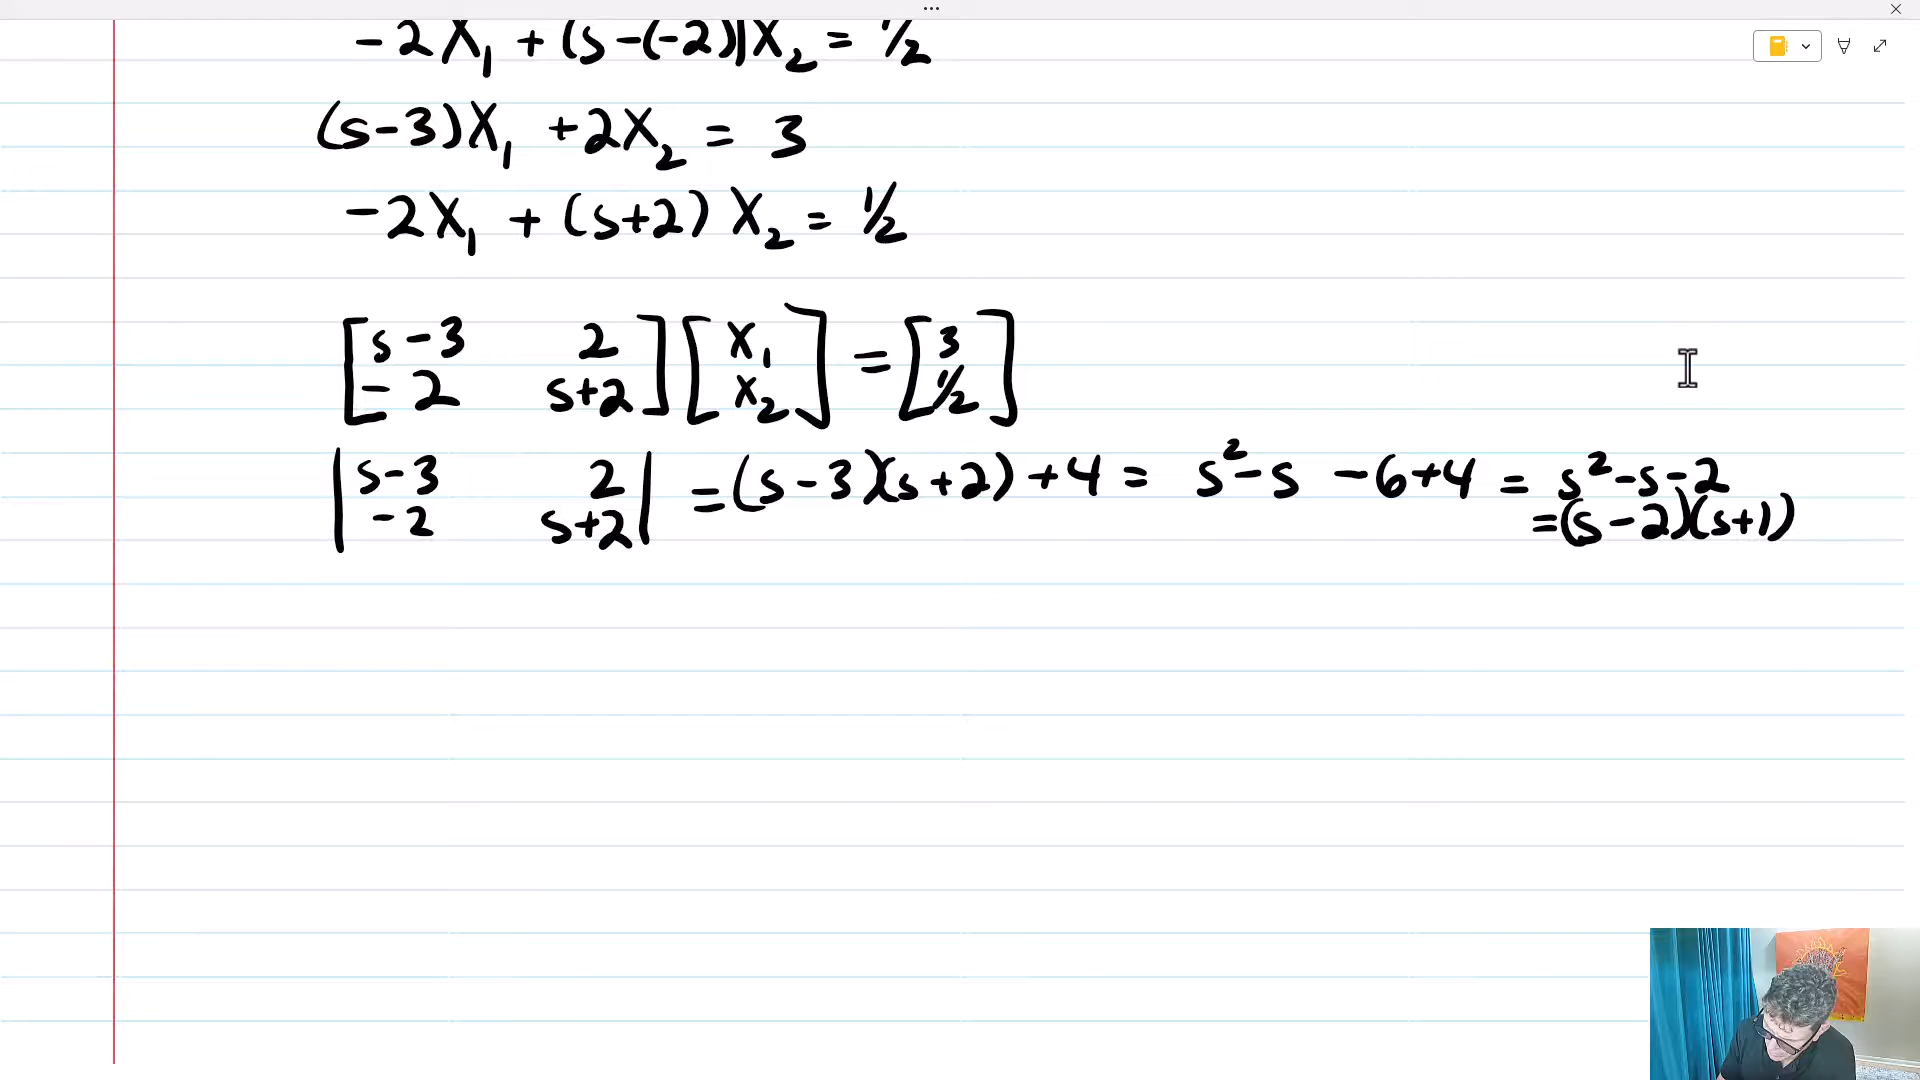 -2X₁ + (s-(-2))X₂ = 1/2
(s-3)X₁ +2X₂ = 3
-2X₁ + (s+2) X₂ = 1/2
[s-3 2] [X₁] = [3]
[-2 s+2] [X₂] [1/2]
|s-3 2| = (s-3)(s+2)+4 = s²-s -6+4 = s²-s-2
|-2 s+2| =(s-2)(s+1)